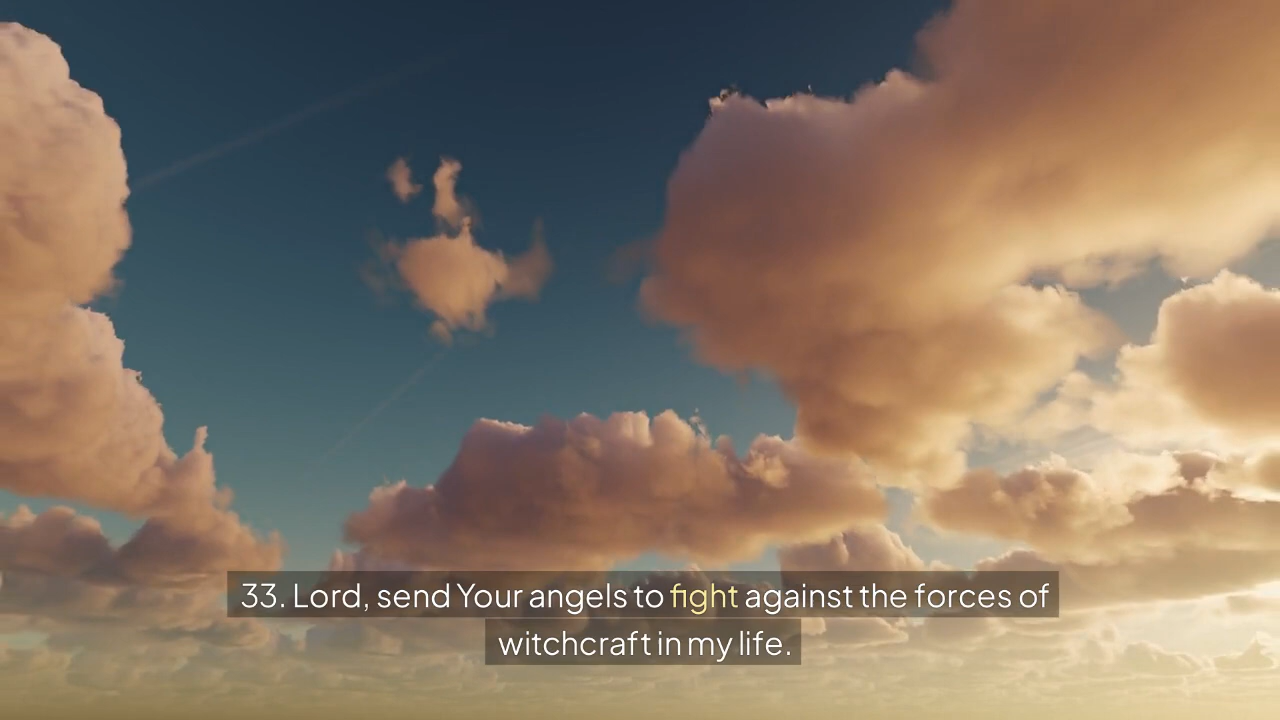 33. Lord, send Your angels to fight against the forces of
witchcraft in my life.